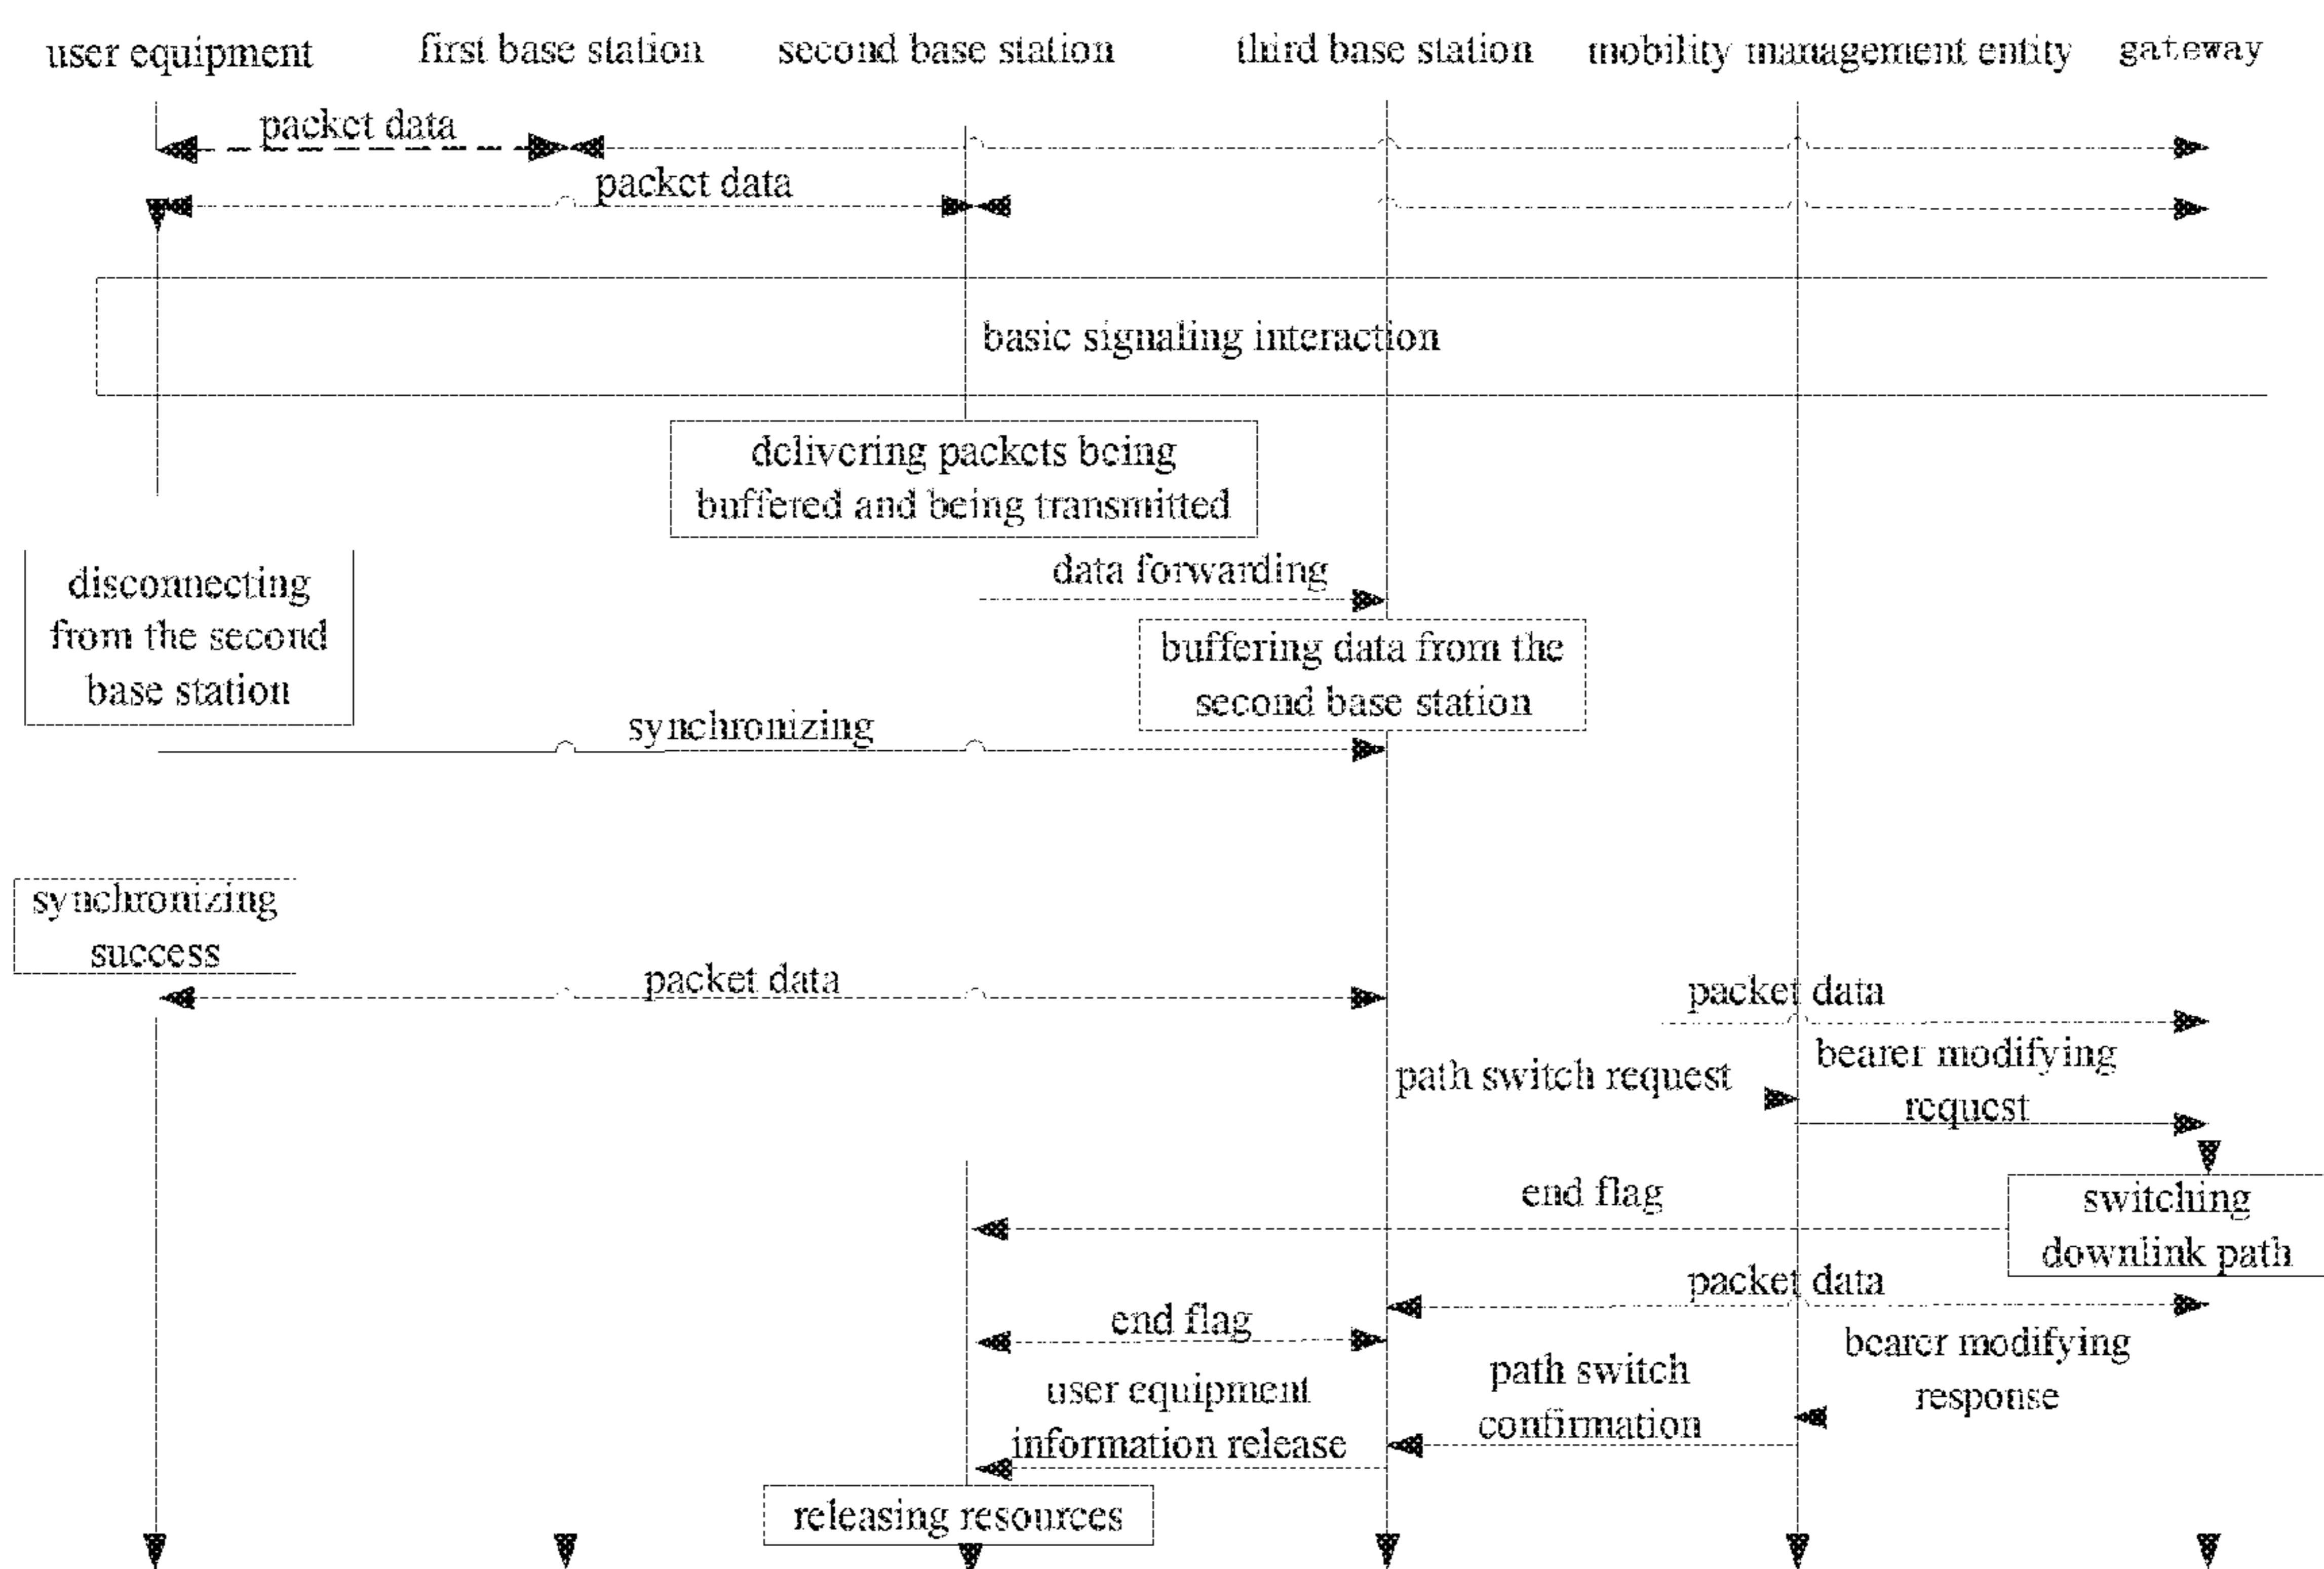 user equipment
first base station
second base station
third base station
mobility management entity
gateway
packet data
packet data
basic signaling interaction
delivering packets being
buffered and being transmitted
disconnecting
from the second
base station
data forwarding
buffering data from the
second base station
synchronizing
synchronizing
success
packet data
packet data
path switch request
bearer modifying
request
end flag
switching
downlink path
packet data
end flag
bearer modifying
response
path switch
confirmation
user equipment
information release
releasing resources